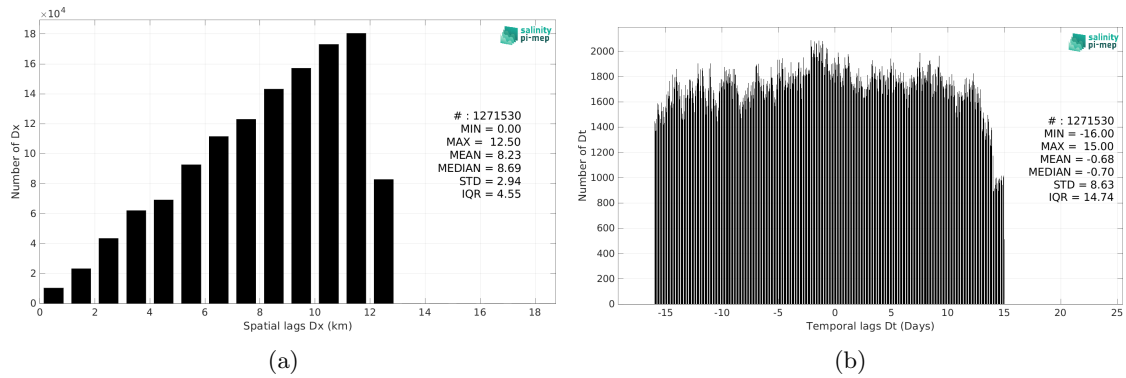 ×10⁴
18
16
14
12
10
8
6
4
2
0
Number of Dx
0 2 4 6 8 10 12 14 16 18
Spatial lags Dx (km)
salinity
pi-mep
# : 1271530
MIN = 0.00
MAX = 12.50
MEAN = 8.23
MEDIAN = 8.69
STD = 2.94
IQR = 4.55
(a)
2000
1800
1600
1400
1200
1000
800
600
400
200
0
Number of Dt
-15 -10 -5 0 5 10 15 20 25
Temporal lags Dt (Days)
salinity
pi-mep
# : 1271530
MIN = -16.00
MAX = 15.00
MEAN = -0.68
MEDIAN = -0.70
STD = 8.63
IQR = 14.74
(b)